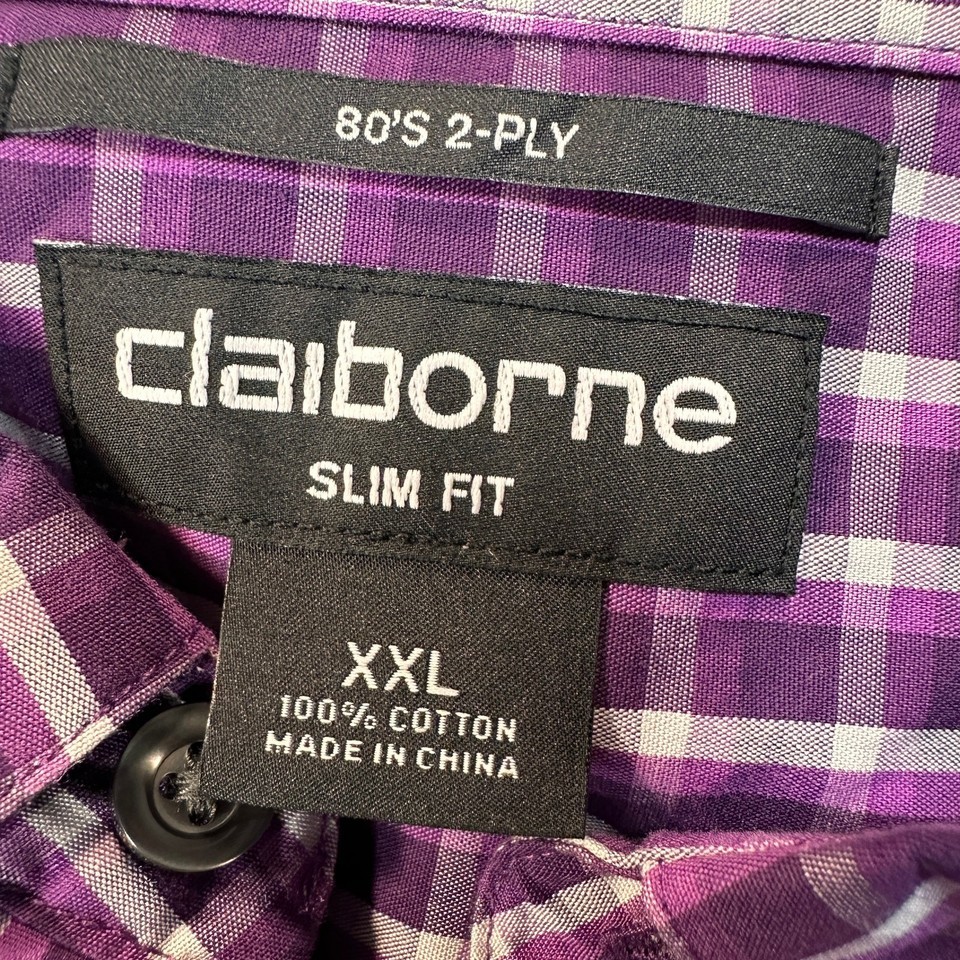 80'S 2-PLY
claiborne
SLIM FIT
XXL
100% COTTON
MADE IN CHINA